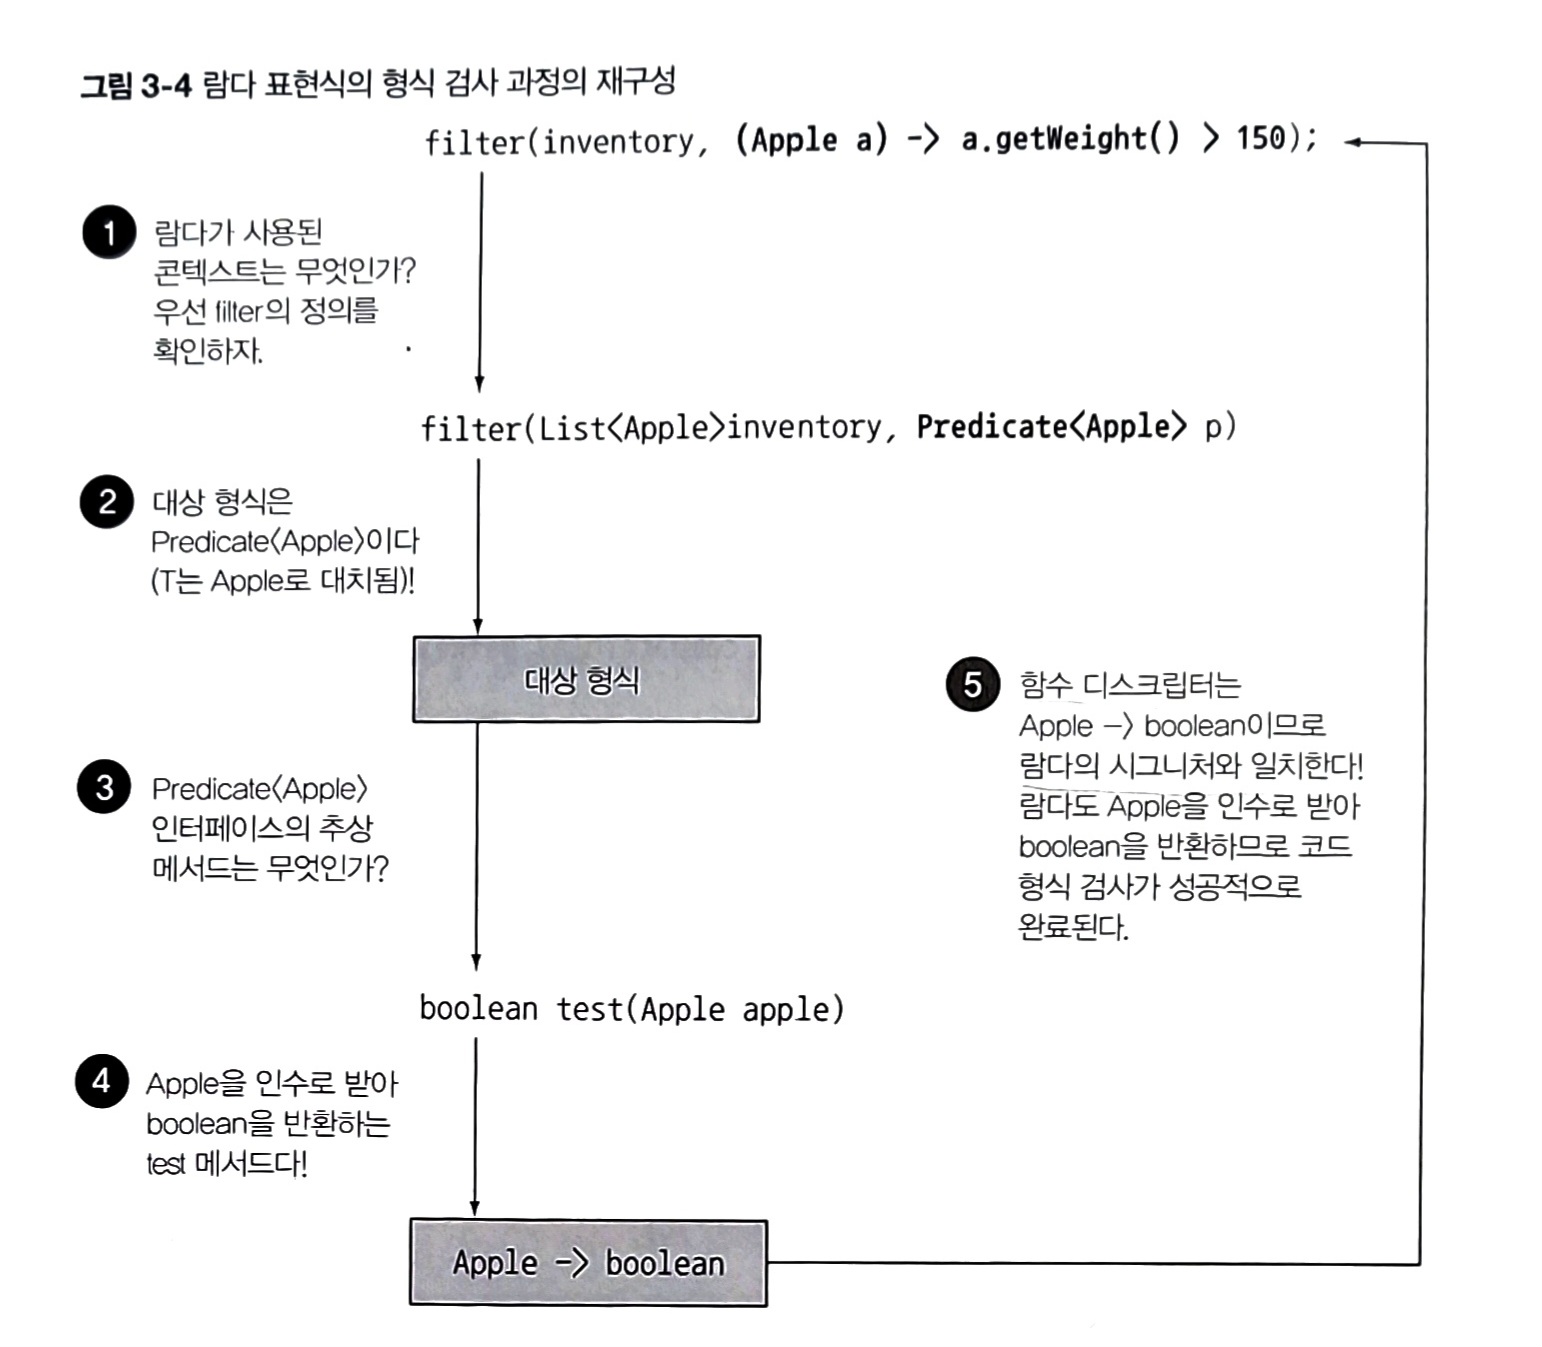 그림 3-4 람다 표현식의 형식 검사 과정의 재구성
filter(inventory, (Apple a) -> a.getWeight() > 150);
1 람다가 사용된
콘텍스트는 무엇인가?
우선 filter의 정의를
확인하자.
filter(List<Apple>inventory, Predicate<Apple> p)
2 대상 형식은
Predicate<Apple>이다
(T는 Apple로 대치됨)!
대상 형식
3 Predicate<Apple>
인터페이스의 추상
메서드는 무엇인가?
boolean test(Apple apple)
4 Apple을 인수로 받아
boolean을 반환하는
test 메서드다!
Apple -> boolean
5 함수 디스크립터는
Apple -> boolean이므로
람다의 시그니처와 일치한다!
람다도 Apple을 인수로 받아
boolean을 반환하므로 코드
형식 검사가 성공적으로
완료된다.